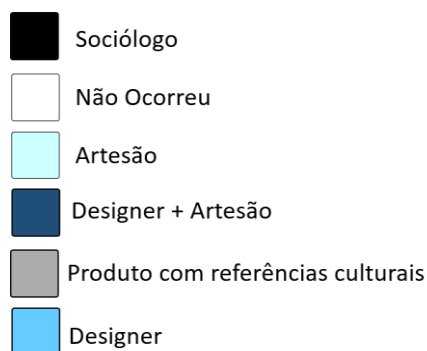 Sociólogo
Não Ocorreu
Artesão
Designer + Artesão
Produto com referências culturais
Designer